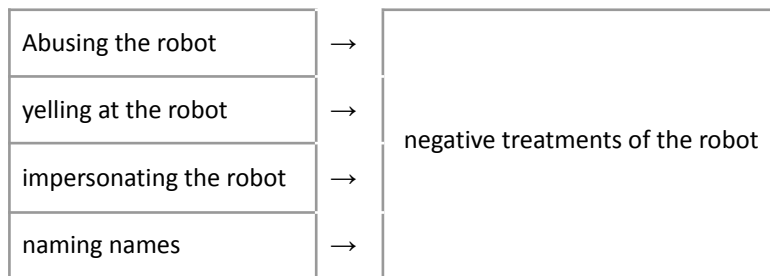 Abusing the robot →
yelling at the robot →
negative treatments of the robot
impersonating the robot →
naming names →